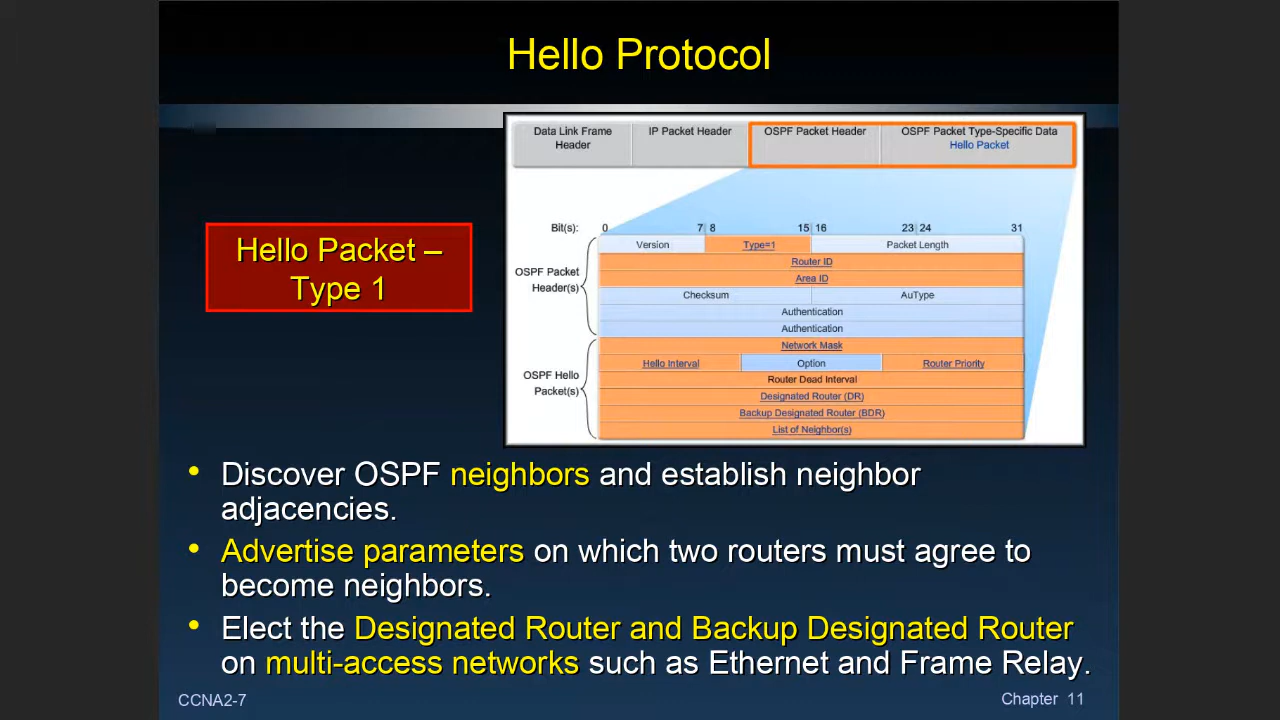 Hello Protocol
Data Link Frame Header
IP Packet Header
OSPF Packet Header
OSPF Packet Type-Specific Data
Hello Packet
Bit(s): 0 7 8 15 16 23 24 31
Hello Packet –
Type 1
OSPF Packet
Header(s)
Version Type=1 Packet Length
Router ID
Area ID
Checksum AuType
Authentication
Authentication
OSPF Hello
Packet(s)
Network Mask
Hello Interval Option Router Priority
Router Dead Interval
Designated Router (DR)
Backup Designated Router (BDR)
List of Neighbor(s)
• Discover OSPF neighbors and establish neighbor
adjacencies.
• Advertise parameters on which two routers must agree to
become neighbors.
• Elect the Designated Router and Backup Designated Router
on multi-access networks such as Ethernet and Frame Relay.
CCNA2-7
Chapter 11